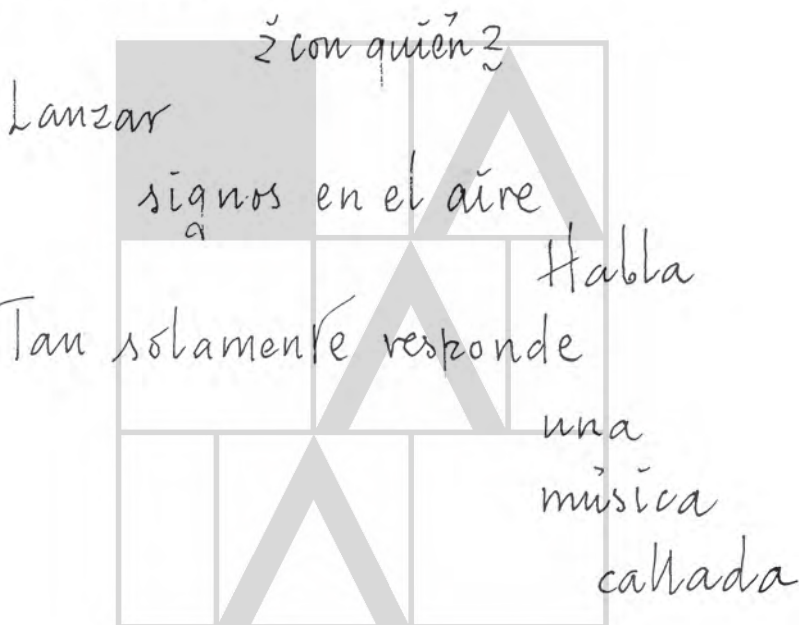 ¿con quién?
Lanzar
signos en el aire
Habla
Tan solamente responde
una
música
callada